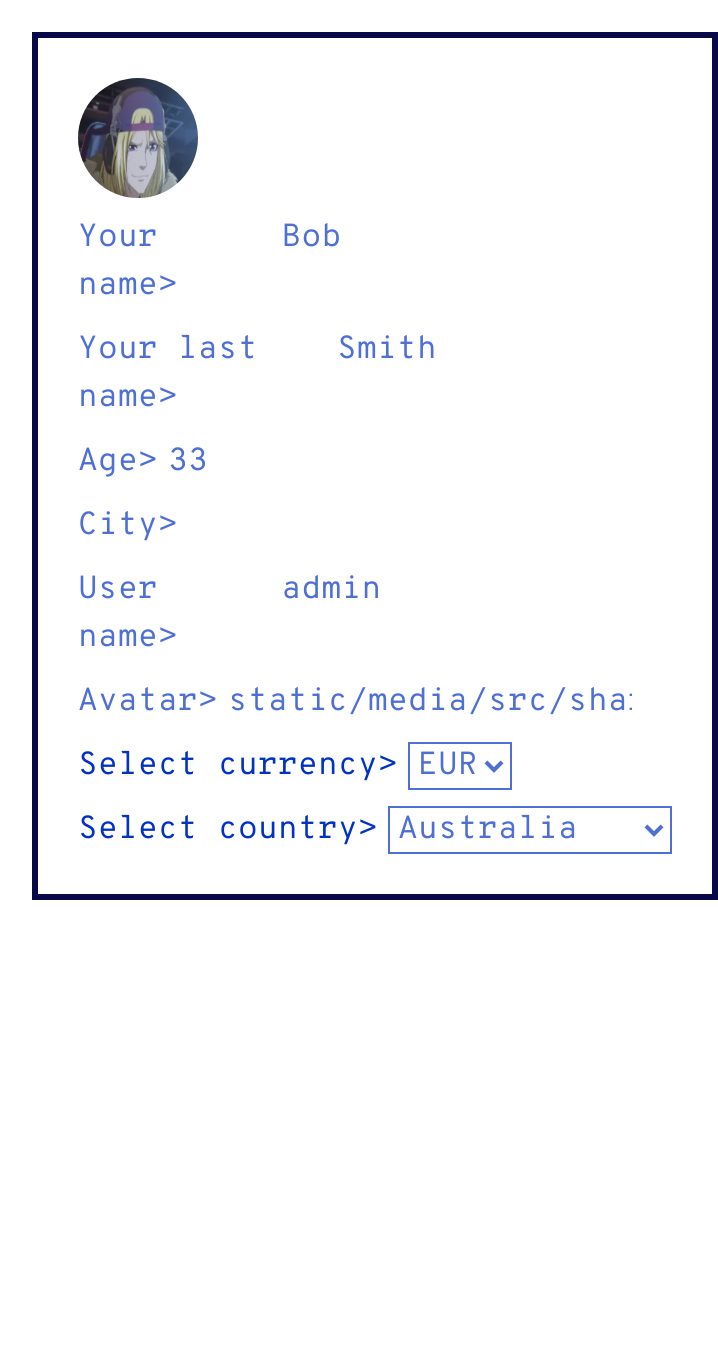 Your Bob
name>
Your last Smith
name>
Age> 33
City>
User admin
name>
Avatar> static/media/src/sha
Select currency> EUR
Select country> Australia